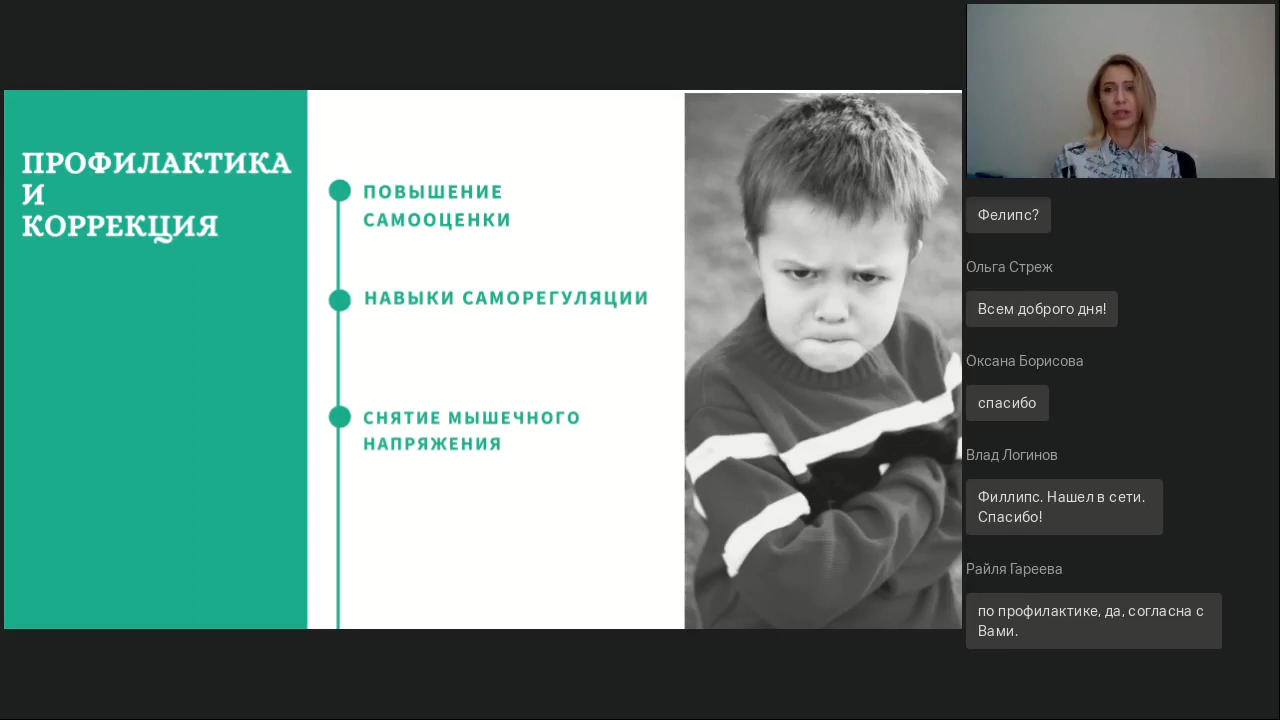 ПРОФИЛАКТИКА
И
КОРРЕКЦИЯ
ПОВЫШЕНИЕ
САМООЦЕНКИ
НАВЫКИ САМОРЕГУЛЯЦИИ
СНЯТИЕ МЫШЕЧНОГО
НАПРЯЖЕНИЯ
Фелипс?
Ольга Стреж
Всем доброго дня!
Оксана Борисова
спасибо
Влад Логинов
Филлипс. Нашел в сети.
Спасибо!
Райля Гареева
по профилактике, да, согласна с
Вами.